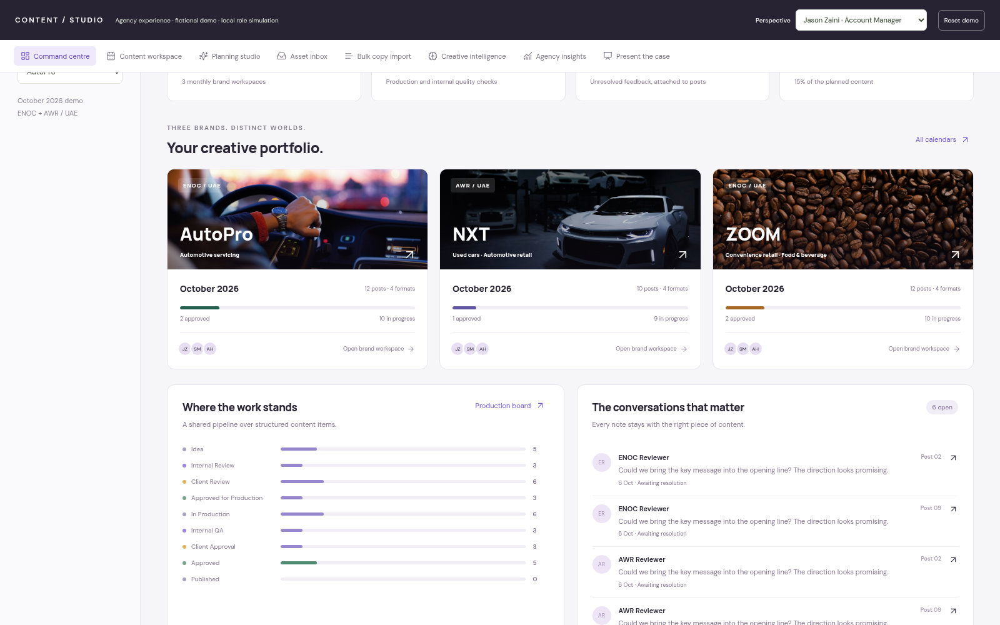 CONTENT / STUDIO
Agency experience · fictional demo · local role simulation
Perspective
Jason Zaini · Account Manager
Reset demo
Command centre
Content workspace
Planning studio
Asset inbox
Bulk copy import
Creative intelligence
Agency insights
Present the case
AutoPro
October 2026 demo
ENOC + AWR / UAE
3 monthly brand workspaces
Production and internal quality checks
Unresolved feedback, attached to posts
15% of the planned content
THREE BRANDS. DISTINCT WORLDS.
Your creative portfolio.
All calendars
ENOC / UAE
AutoPro
Automotive servicing
October 2026
12 posts · 4 formats
2 approved
10 in progress
JZ SM AH
Open brand workspace
AWR / UAE
NXT
Used cars · Automotive retail
October 2026
10 posts · 4 formats
1 approved
9 in progress
JZ SM AH
Open brand workspace
ENOC / UAE
ZOOM
Convenience retail · Food & beverage
October 2026
12 posts · 4 formats
2 approved
10 in progress
JZ SM AH
Open brand workspace
Where the work stands
Production board
A shared pipeline over structured content items.
Idea 5
Internal Review 3
Client Review 6
Approved for Production 3
In Production 6
Internal QA 3
Client Approval 3
Approved 5
Published 0
The conversations that matter
6 open
Every note stays with the right piece of content.
ER
ENOC Reviewer
Post 02
Could we bring the key message into the opening line? The direction looks promising.
6 Oct · Awaiting resolution
ER
ENOC Reviewer
Post 09
Could we bring the key message into the opening line? The direction looks promising.
6 Oct · Awaiting resolution
AR
AWR Reviewer
Post 02
Could we bring the key message into the opening line? The direction looks promising.
6 Oct · Awaiting resolution
AR
AWR Reviewer
Post 09
Could we bring the key message into the opening line? The direction looks promising.